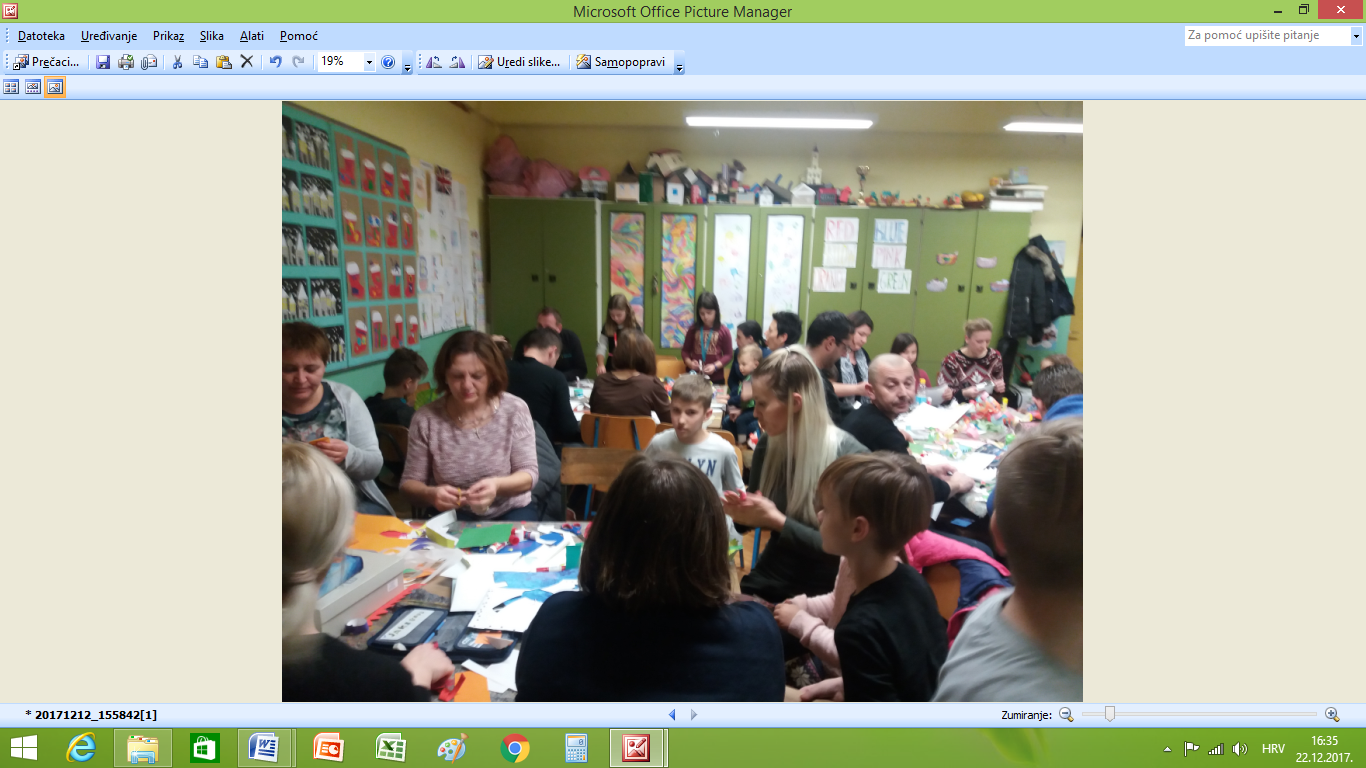 Microsoft Office Picture Manager
Datoteka Uređivanje Prikaz Slika Alati Pomoć
Za pomoć upišite pitanje
Prečaci...
19%
Uredi slike...
Samopopravi
RED
BLUE
PINK
* 20171212_155842[1]
Zumiranje:
HRV
16:35
22.12.2017.